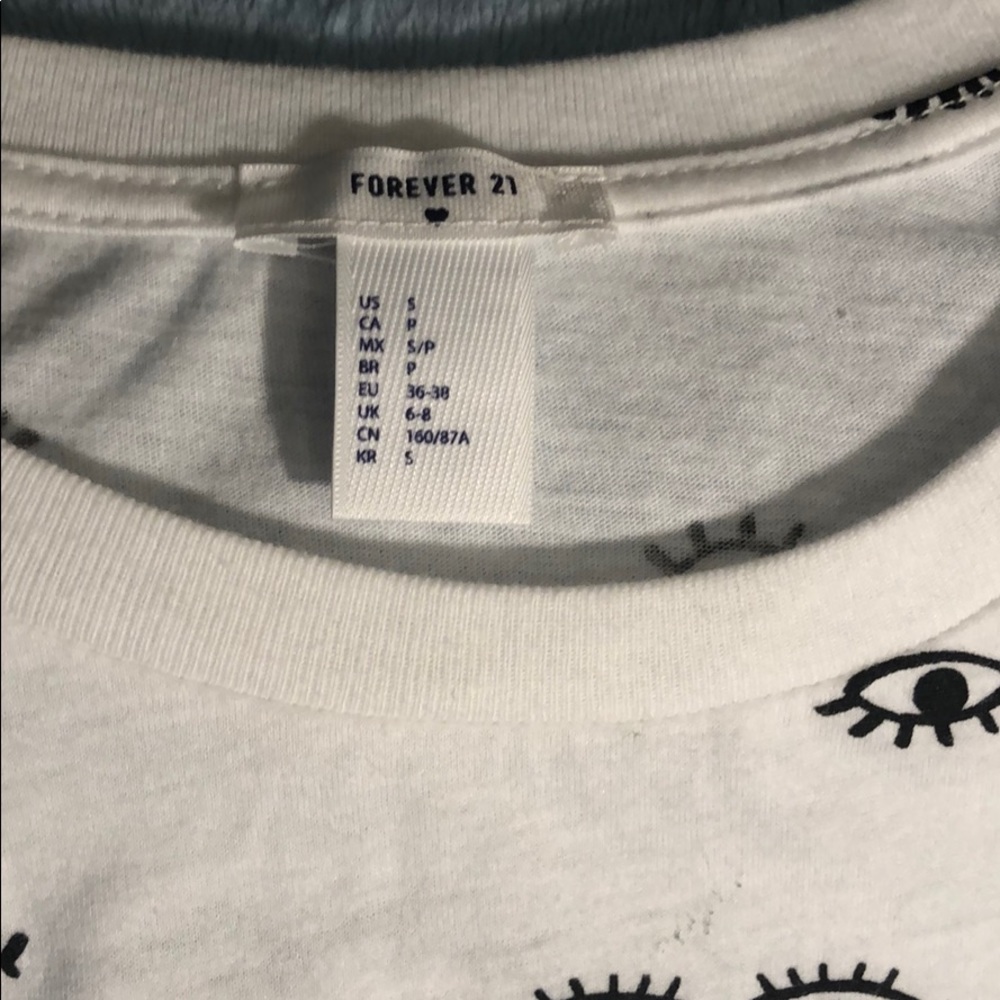 FOREVER 21
US S
CA P
MX S/P
BR P
EU 36-38
UK 6-8
CN 160/87A
KR S